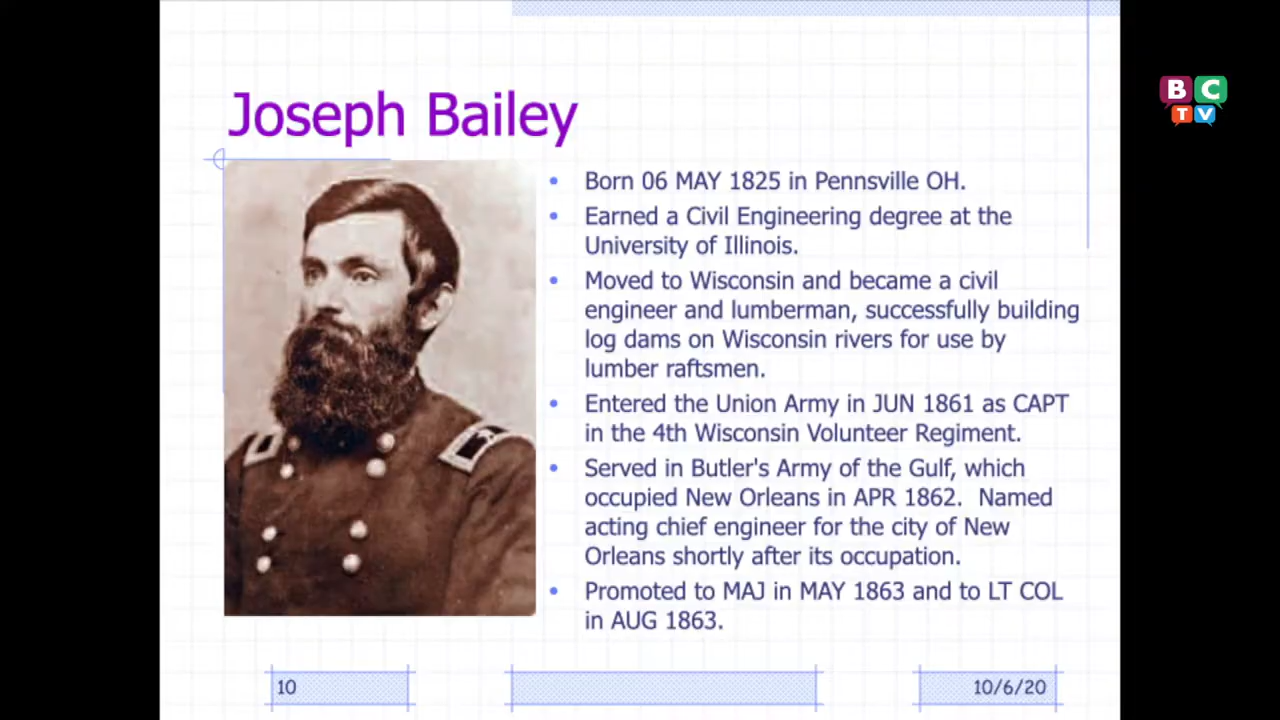 Joseph Bailey
B C
T V
• Born 06 MAY 1825 in Pennsville OH.
• Earned a Civil Engineering degree at the
University of Illinois.
• Moved to Wisconsin and became a civil
engineer and lumberman, successfully building
log dams on Wisconsin rivers for use by
lumber raftsmen.
• Entered the Union Army in JUN 1861 as CAPT
in the 4th Wisconsin Volunteer Regiment.
• Served in Butler's Army of the Gulf, which
occupied New Orleans in APR 1862.  Named
acting chief engineer for the city of New
Orleans shortly after its occupation.
• Promoted to MAJ in MAY 1863 and to LT COL
in AUG 1863.
10
10/6/20